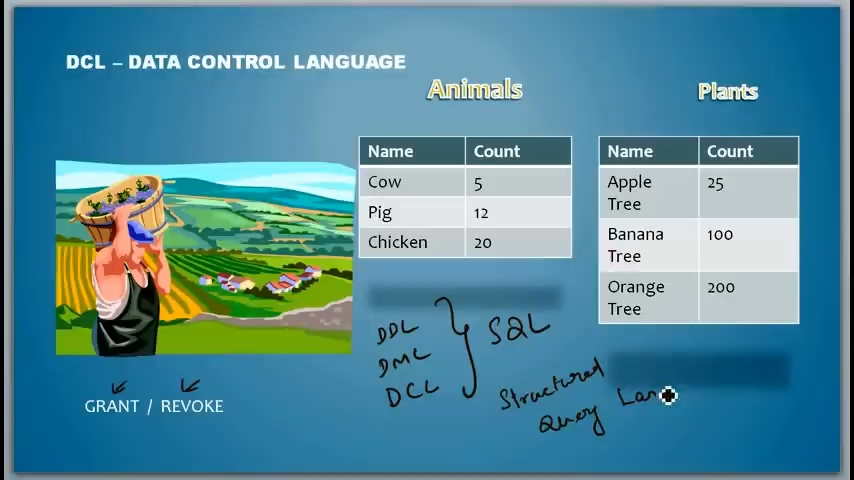 DCL – DATA CONTROL LANGUAGE
Animals
Name Count
Cow 5
Pig 12
Chicken 20
Plants
Name Count
Apple
Tree
25
Banana
Tree
100
Orange
Tree
200
DDL
DML
DCL
SQL
Structured
Query Lan
GRANT / REVOKE